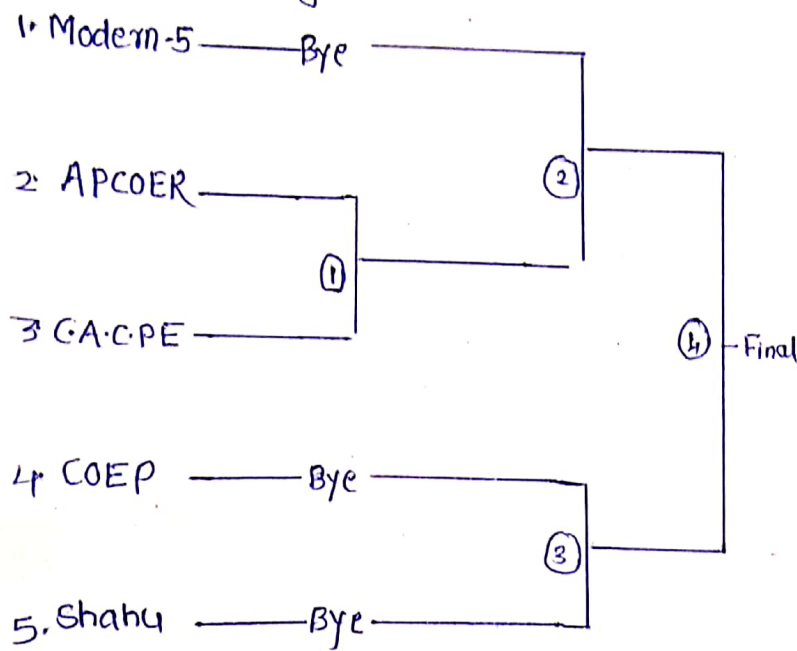 1. Modern-5 Bye
2. APCOER
2
1
3 C.A.C.PE
4 Final
4. COEP Bye
3
5. Shahu Bye